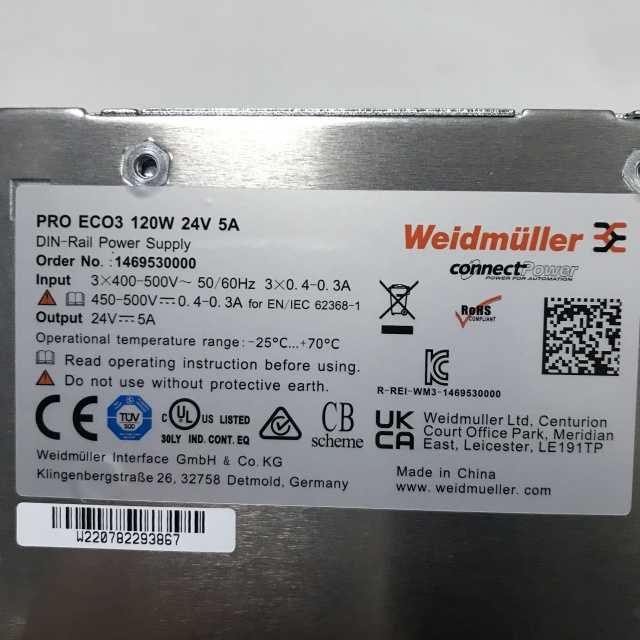 PRO ECO3 120W 24V 5A
DIN-Rail Power Supply
Order No. :1469530000
Input 3×400-500V~ 50/60Hz 3×0.4-0.3A
450-500V⎓0.4-0.3A for EN/IEC 62368-1
Output 24V⎓5A
Operational temperature range: -25°C...+70°C
Read operating instruction before using.
Do not use without protective earth.
Weidmüller
connectPower
POWER FOR AUTOMATION
RoHS
COMPLIANT
R-REI-WM3-1469530000
CE
TÜV
SÜD
c UL US LISTED
30LY IND. CONT. EQ
CB
scheme
UK
CA
Weidmuller Ltd, Centurion
Court Office Park, Meridian
East, Leicester, LE191TP
Weidmüller Interface GmbH & Co. KG
Klingenbergstraße 26, 32758 Detmold, Germany
Made in China
www. weidmueller. com
W220782293867